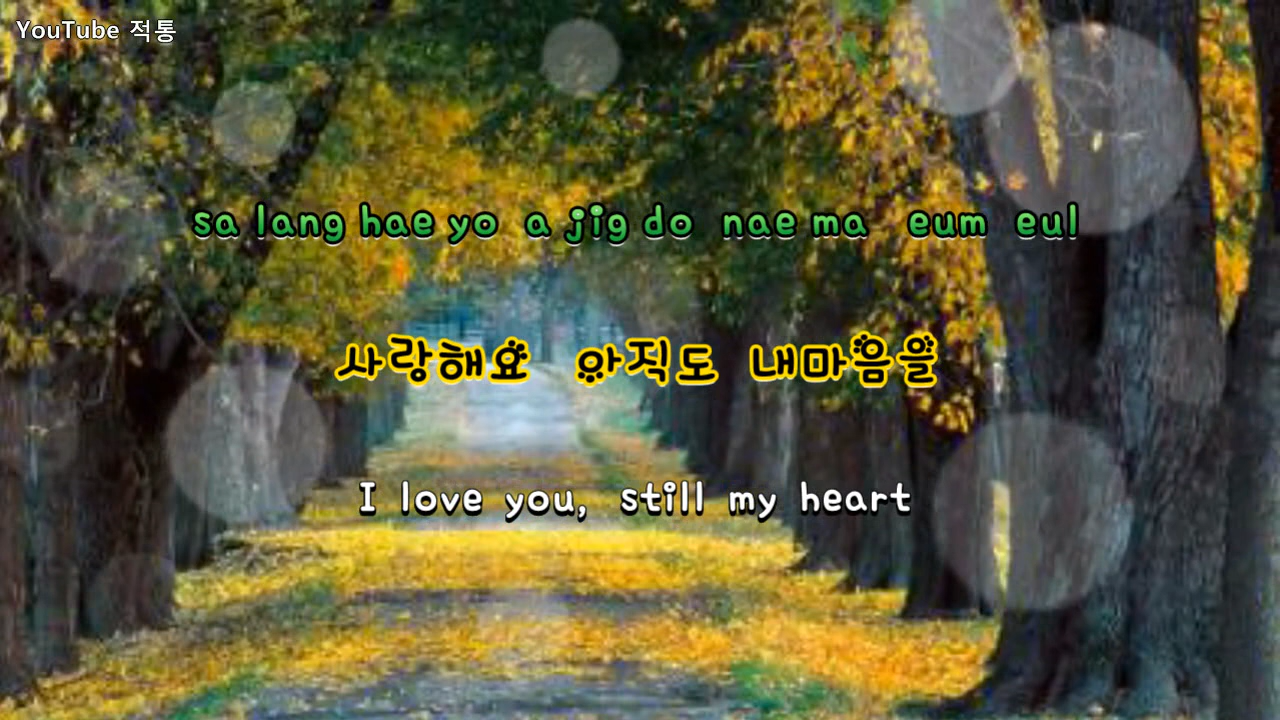 YouTube 적통
sa lang hae yo a jig do nae ma eum eul
사랑해요 아직도 내마음을
I love you, still my heart